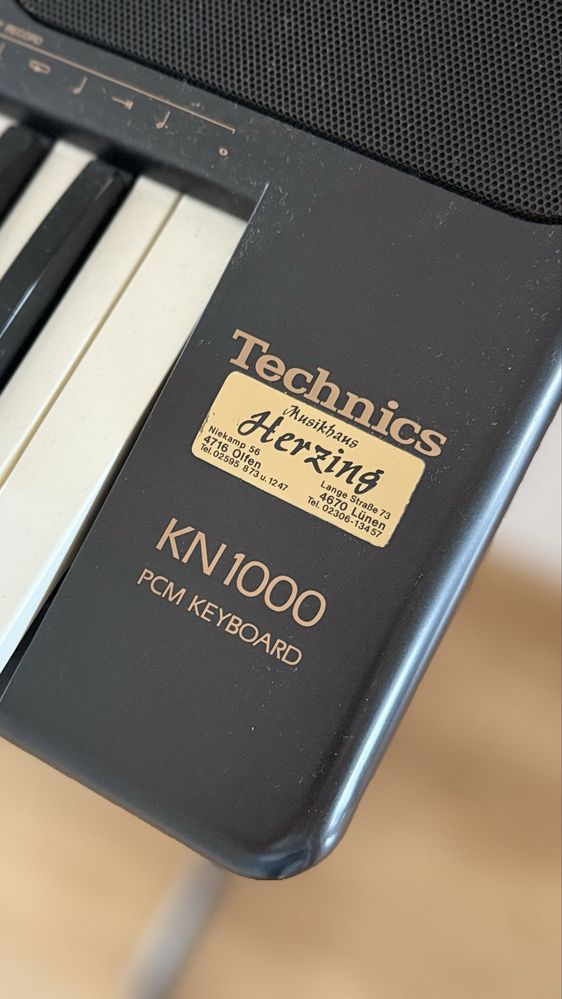 RECORD
Technics
Musikhaus
Herzing
Niekamp 56
4716 Olfen
Tel. 02595 873 u. 1247
Lange Straße 73
4670 Lünen
Tel. 02306-13457
KN1000
PCM KEYBOARD